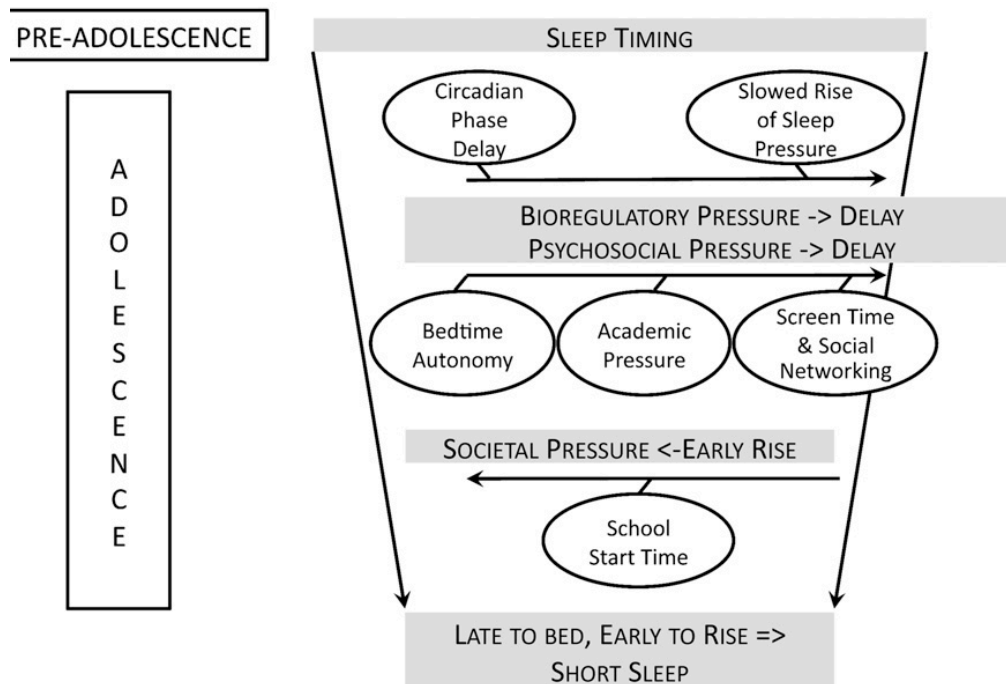 PRE-ADOLESCENCE
SLEEP TIMING
Circadian
Phase
Delay
Slowed Rise
of Sleep
Pressure
BIOREGULATORY PRESSURE -> DELAY
PSYCHOSOCIAL PRESSURE -> DELAY
Bedtime
Autonomy
Academic
Pressure
Screen Time
& Social
Networking
SOCIETAL PRESSURE <-EARLY RISE
School
Start Time
LATE TO BED, EARLY TO RISE =>
SHORT SLEEP
A
D
O
L
E
S
C
E
N
C
E